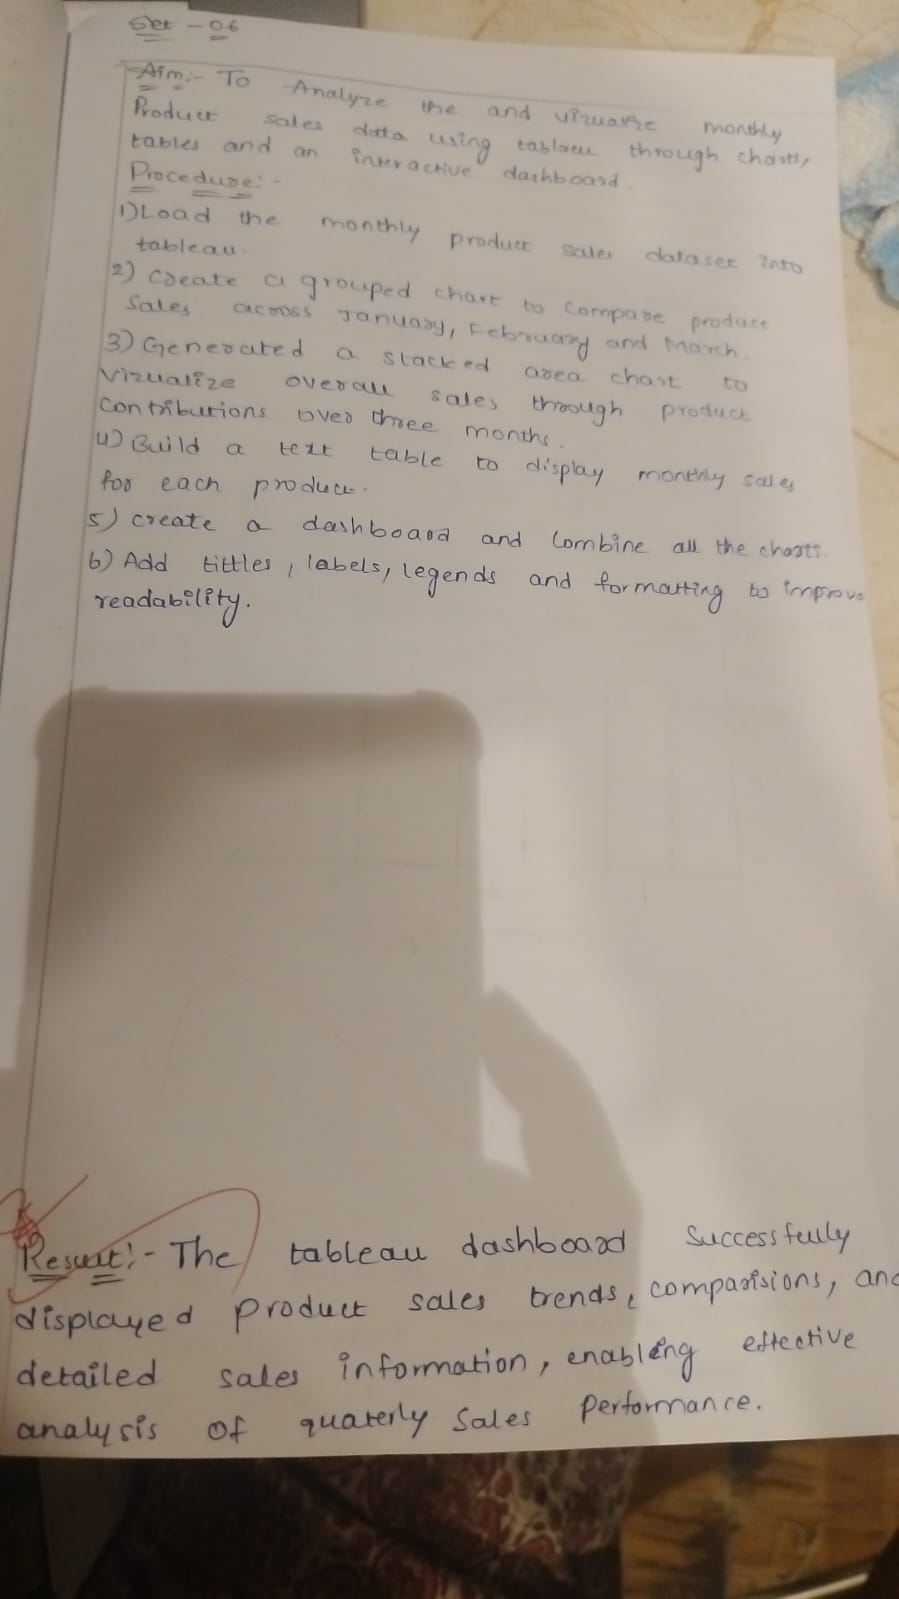 Set - 06
Aim:- To Analyze the and vizualize monthly
Product sales data using tablaeu through charts,
tables and an interactive dashboard.
Procedure:-
1) Load the monthly product sales dataset into
tableau.
2) Create a grouped chart to Compare product
Sales across January, February and March.
3) Generated a stacked area chart to
vizualize overall sales through product
Contributions over three months.
4) Build a text table to display monthly sales
for each product.
5) create a dashboard and Combine all the charts.
6) Add tittles, labels, legends and formatting to improve
readability.
Result:- The tableau dashboard Successfully
displayed product sales trends, comparisions, and
detailed sales information, enabling effective
analysis of quaterly Sales Performance.